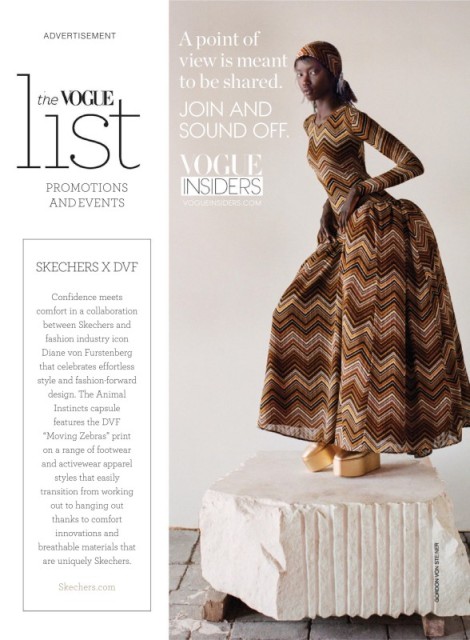 ADVERTISEMENT
the VOGUE
list
PROMOTIONS
AND EVENTS
SKECHERS X DVF
Confidence meets
comfort in a collaboration
between Skechers and
fashion industry icon
Diane von Furstenberg
that celebrates effortless
style and fashion-forward
design. The Animal
Instincts capsule
features the DVF
“Moving Zebras” print
on a range of footwear
and activewear apparel
styles that easily
transition from working
out to hanging out
thanks to comfort
innovations and
breathable materials that
are uniquely Skechers.
Skechers.com
A point of
view is meant
to be shared.
JOIN AND
SOUND OFF.
VOGUE
INSIDERS
VOGUEINSIDERS.COM
GORDON VON STEINER